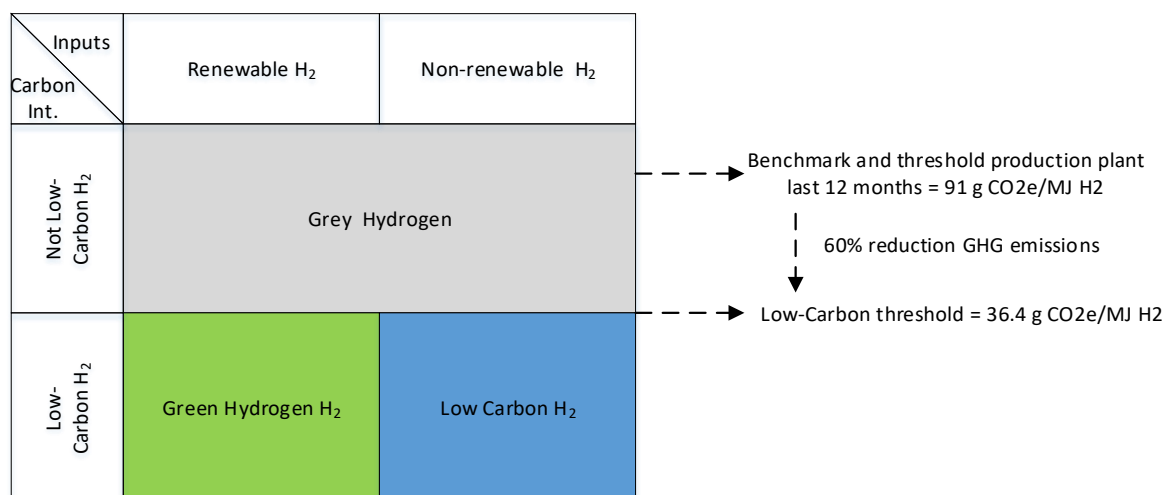 Inputs
Carbon
Int.
Renewable H₂
Non-renewable H₂
Not Low-
Carbon H₂
Grey Hydrogen
Benchmark and threshold production plant
last 12 months = 91 g CO2e/MJ H2
60% reduction GHG emissions
Low-Carbon threshold = 36.4 g CO2e/MJ H2
Low-
Carbon H₂
Green Hydrogen H₂
Low Carbon H₂